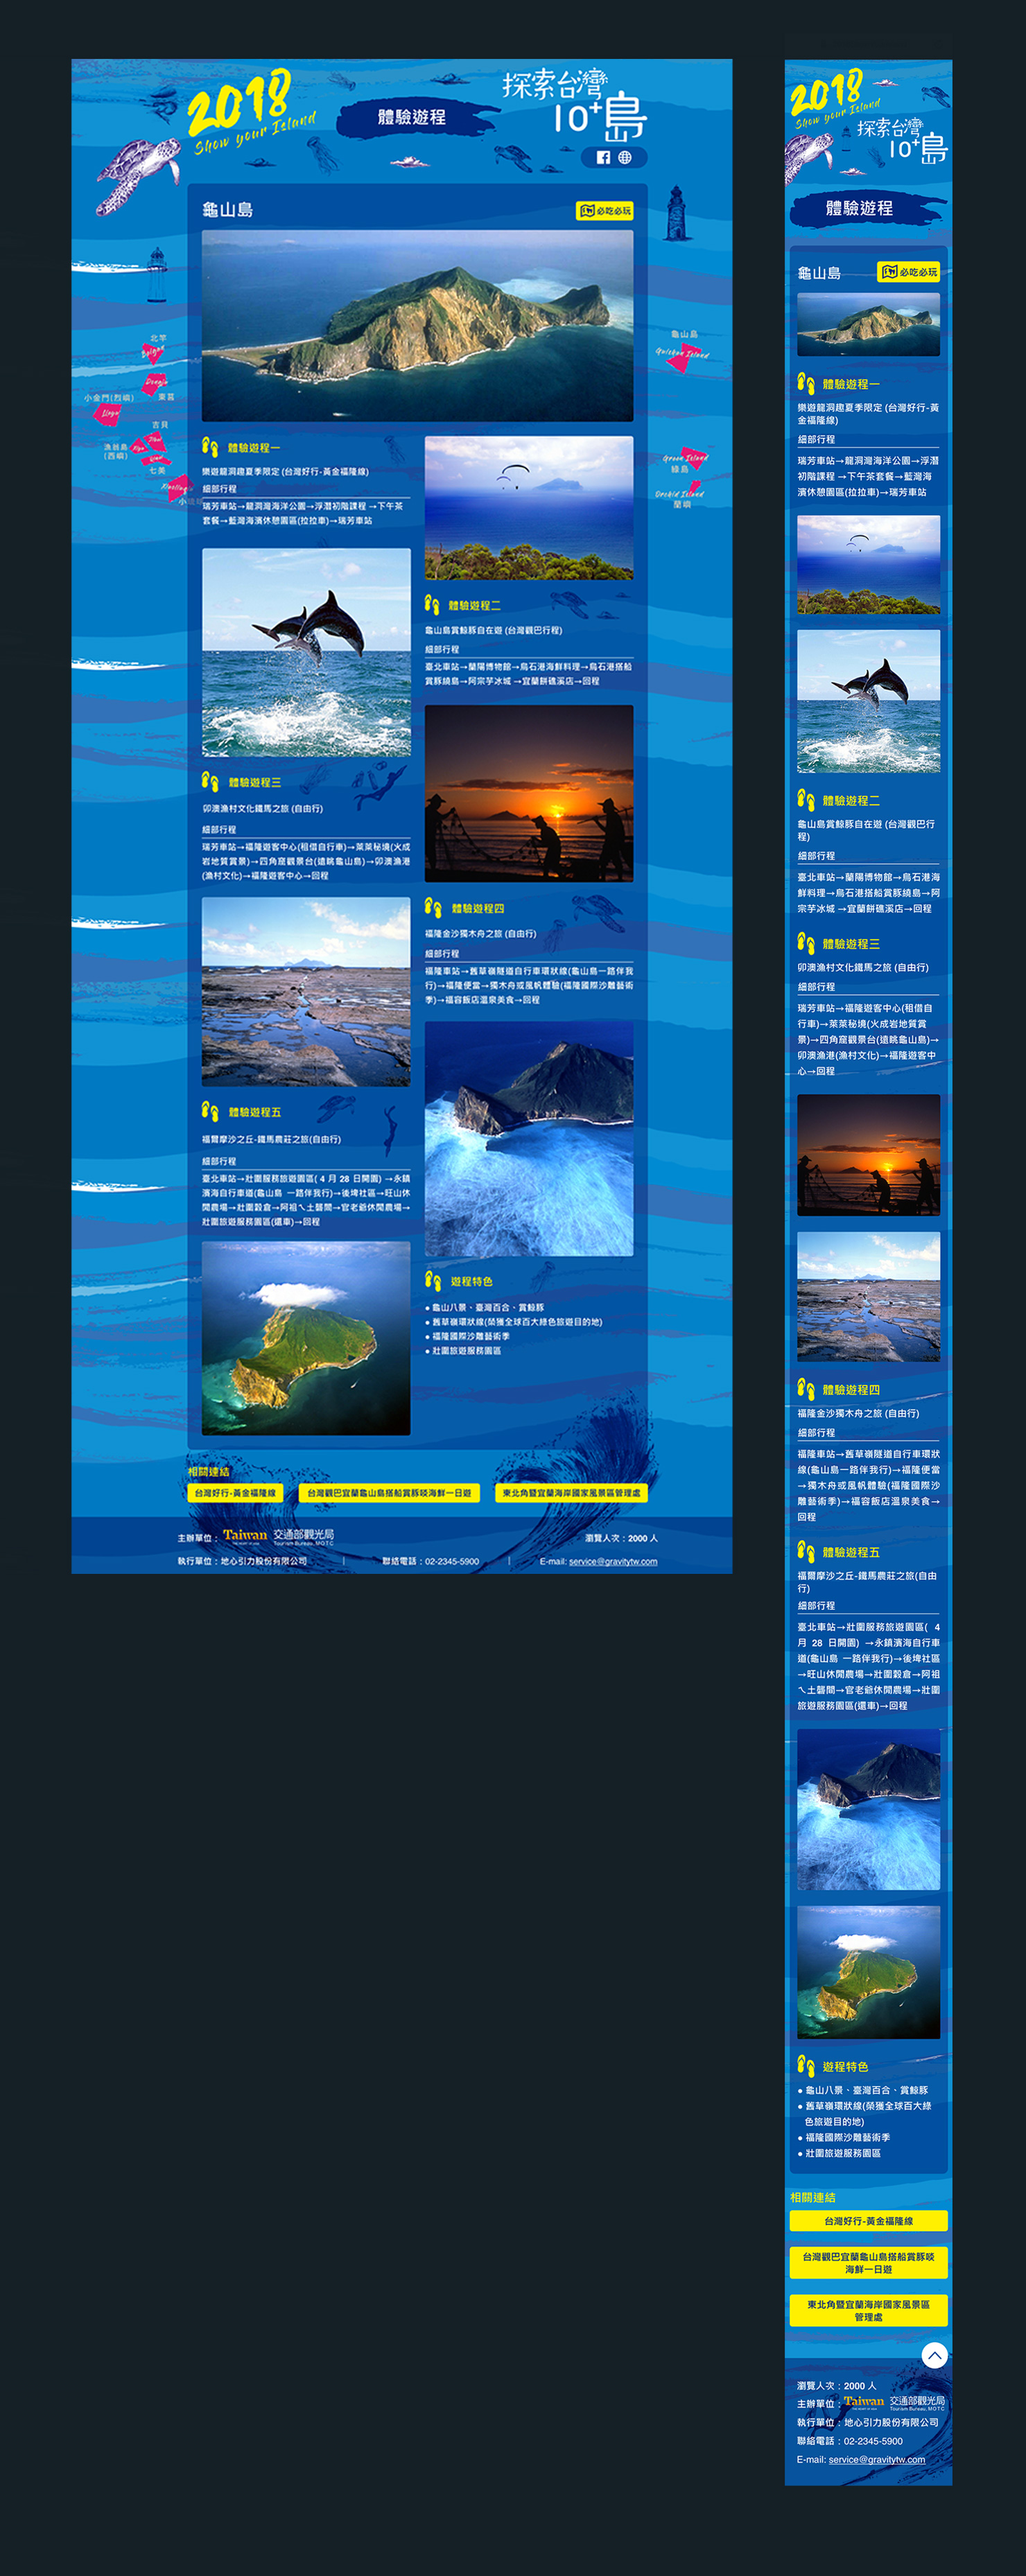 2018
Show your Island
體驗遊程
探索台灣
10+島
龜山島
必吃必玩
北竿
Beigan
Dongju
東莒
小金門(烈嶼)
Lieyu
吉貝
漁翁島
(西嶼)
七美
Xiaoliuqiu
龜山島
Guishan Island
Green Island
綠島
Orchid Island
蘭嶼
體驗遊程一
樂遊龍洞趣夏季限定 (台灣好行-黃金福隆線)
細部行程
瑞芳車站→龍洞灣海洋公園→浮潛初階課程 →下午茶
套餐→藍灣海濱休憩園區(拉拉車)→瑞芳車站
體驗遊程二
龜山島賞鯨豚自在遊 (台灣觀巴行程)
細部行程
臺北車站→蘭陽博物館→烏石港海鮮料理→烏石港搭船
賞豚繞島→阿宗芋冰城 →宜蘭餅礁溪店→回程
體驗遊程三
卯澳漁村文化鐵馬之旅 (自由行)
細部行程
瑞芳車站→福隆遊客中心(租借自行車)→萊萊秘境(火成
岩地質賞景)→四角窟觀景台(遠眺龜山島)→卯澳漁港
(漁村文化)→福隆遊客中心→回程
體驗遊程四
福隆金沙獨木舟之旅 (自由行)
細部行程
福隆車站→舊草嶺隧道自行車環狀線(龜山島一路伴我
行)→福隆便當→獨木舟或風帆體驗(福隆國際沙雕藝術
季)→福容飯店溫泉美食→回程
體驗遊程五
福爾摩沙之丘-鐵馬農莊之旅(自由行)
細部行程
臺北車站→壯圍服務旅遊園區( 4 月 28 日開園) →永鎮
濱海自行車道(龜山島 一路伴我行)→後埤社區→旺山休
閒農場→壯圍穀倉→阿祖ㄟ土礱間→官老爺休閒農場→
壯圍旅遊服務園區(還車)→回程
遊程特色
● 龜山八景、臺灣百合、賞鯨豚
● 舊草嶺環狀線(榮獲全球百大綠色旅遊目的地)
● 福隆國際沙雕藝術季
● 壯圍旅遊服務園區
相關連結
台灣好行-黃金福隆線
台灣觀巴宜蘭龜山島搭船賞豚啖海鮮一日遊
東北角暨宜蘭海岸國家風景區管理處
主辦單位：Taiwan THE HEART OF ASIA 交通部觀光局 Tourism Bureau, MOTC
瀏覽人次：2000 人
執行單位：地心引力股份有限公司 | 聯絡電話：02-2345-5900 | E-mail: service@gravitytw.com
2018
Show your Island
探索台灣
10+島
體驗遊程
龜山島
必吃必玩
體驗遊程一
樂遊龍洞趣夏季限定 (台灣好行-黃
金福隆線)
細部行程
瑞芳車站→龍洞灣海洋公園→浮潛
初階課程 →下午茶套餐→藍灣海
濱休憩園區(拉拉車)→瑞芳車站
體驗遊程二
龜山島賞鯨豚自在遊 (台灣觀巴行
程)
細部行程
臺北車站→蘭陽博物館→烏石港海
鮮料理→烏石港搭船賞豚繞島→阿
宗芋冰城 →宜蘭餅礁溪店→回程
體驗遊程三
卯澳漁村文化鐵馬之旅 (自由行)
細部行程
瑞芳車站→福隆遊客中心(租借自
行車)→萊萊秘境(火成岩地質賞
景)→四角窟觀景台(遠眺龜山島)→
卯澳漁港(漁村文化)→福隆遊客中
心→回程
體驗遊程四
福隆金沙獨木舟之旅 (自由行)
細部行程
福隆車站→舊草嶺隧道自行車環狀
線(龜山島一路伴我行)→福隆便當
→獨木舟或風帆體驗(福隆國際沙
雕藝術季)→福容飯店溫泉美食→
回程
體驗遊程五
福爾摩沙之丘-鐵馬農莊之旅(自由
行)
細部行程
臺北車站→壯圍服務旅遊園區( 4
月 28 日開園) →永鎮濱海自行車
道(龜山島 一路伴我行)→後埤社區
→旺山休閒農場→壯圍穀倉→阿祖
ㄟ土礱間→官老爺休閒農場→壯圍
旅遊服務園區(還車)→回程
遊程特色
● 龜山八景、臺灣百合、賞鯨豚
● 舊草嶺環狀線(榮獲全球百大綠
色旅遊目的地)
● 福隆國際沙雕藝術季
● 壯圍旅遊服務園區
相關連結
台灣好行-黃金福隆線
台灣觀巴宜蘭龜山島搭船賞豚啖
海鮮一日遊
東北角暨宜蘭海岸國家風景區
管理處
瀏覽人次：2000 人
主辦單位：Taiwan THE HEART OF ASIA 交通部觀光局 Tourism Bureau, MOTC
執行單位：地心引力股份有限公司
聯絡電話：02-2345-5900
E-mail: service@gravitytw.com